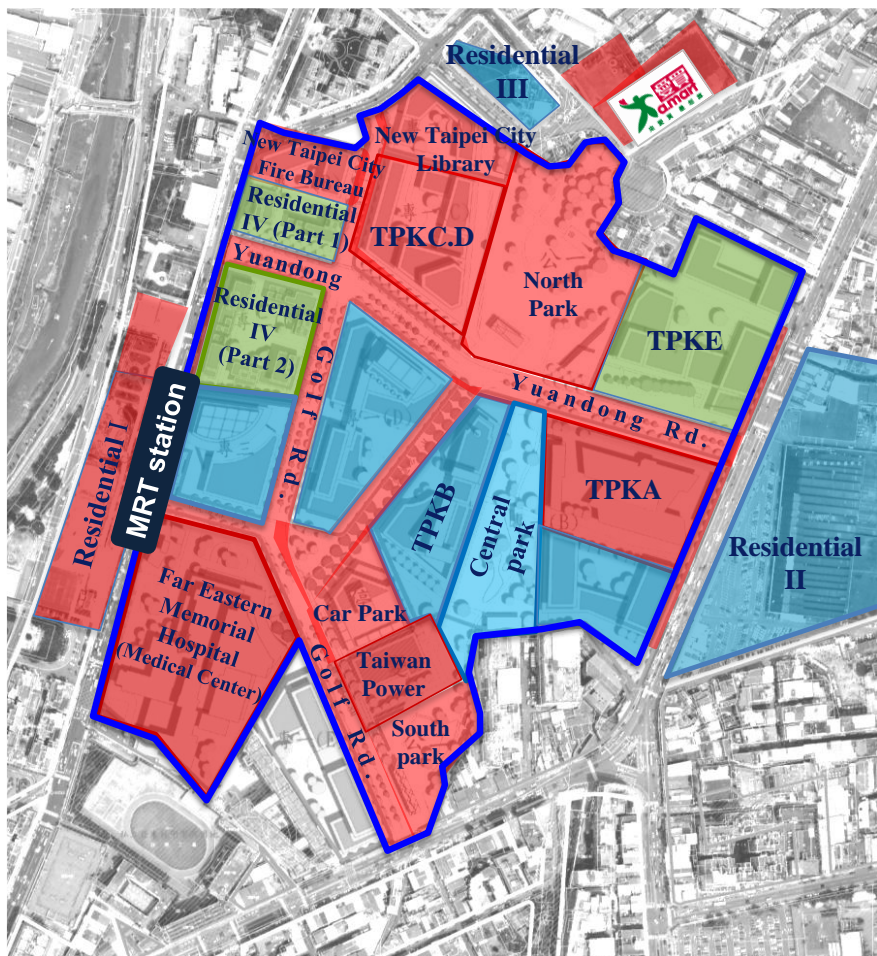 Residential
III
a.mart
New Taipei City
Library
New Taipei City
Fire Bureau
Residential
IV (Part 1)
TPKC.D
Yuandong
North
Park
Residential
IV
(Part 2)
TPKE
Golf Rd.
Yuandong Rd.
MRT station
Residential I
TPKB
Central
park
TPKA
(D)
(B)
Residential
II
Far Eastern
Memorial
Hospital
(Medical Center)
Car Park
Taiwan
Power
Golf Rd.
South
park